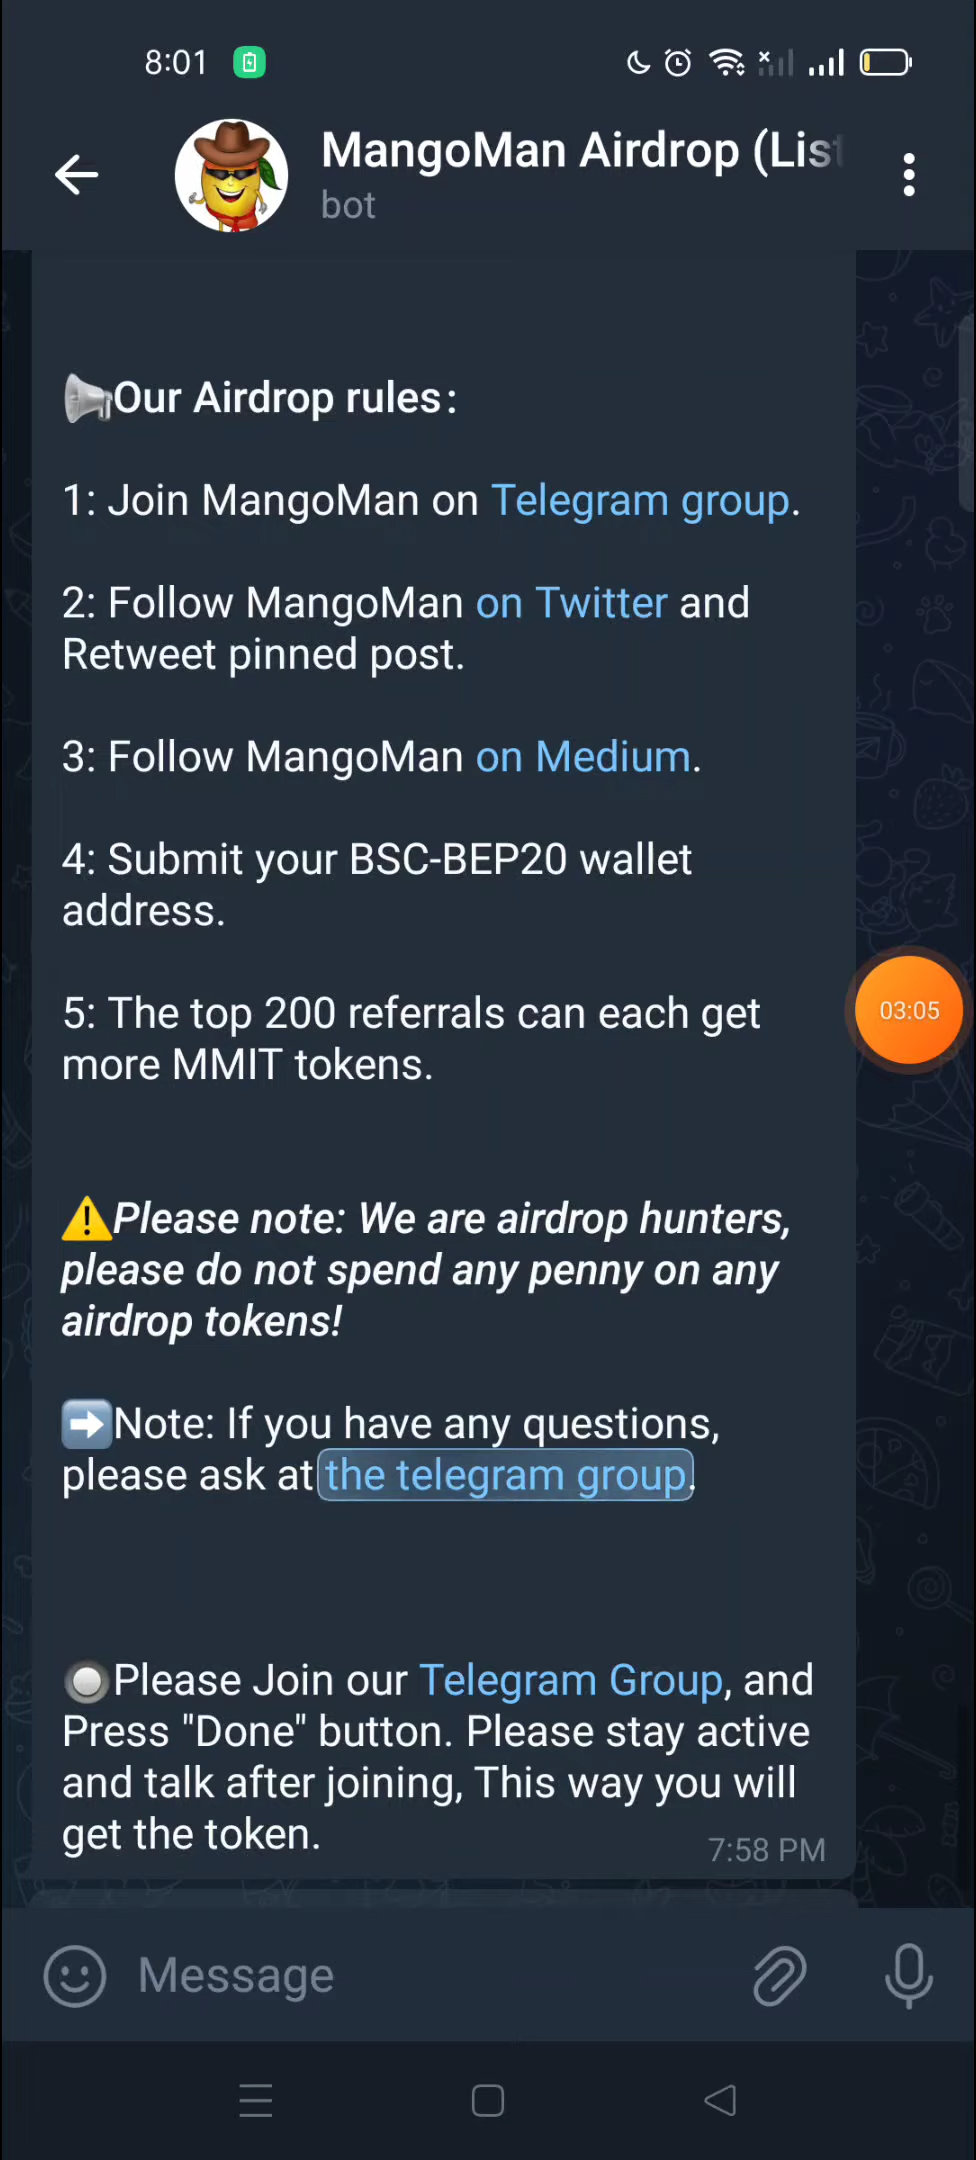 8:01
MangoMan Airdrop (List
bot
Our Airdrop rules:
1: Join MangoMan on Telegram group.
2: Follow MangoMan on Twitter and
Retweet pinned post.
3: Follow MangoMan on Medium.
4: Submit your BSC-BEP20 wallet
address.
5: The top 200 referrals can each get
more MMIT tokens.
03:05
Please note: We are airdrop hunters,
please do not spend any penny on any
airdrop tokens!
Note: If you have any questions,
please ask at the telegram group.
Please Join our Telegram Group, and
Press "Done" button. Please stay active
and talk after joining, This way you will
get the token.
7:58 PM
Message